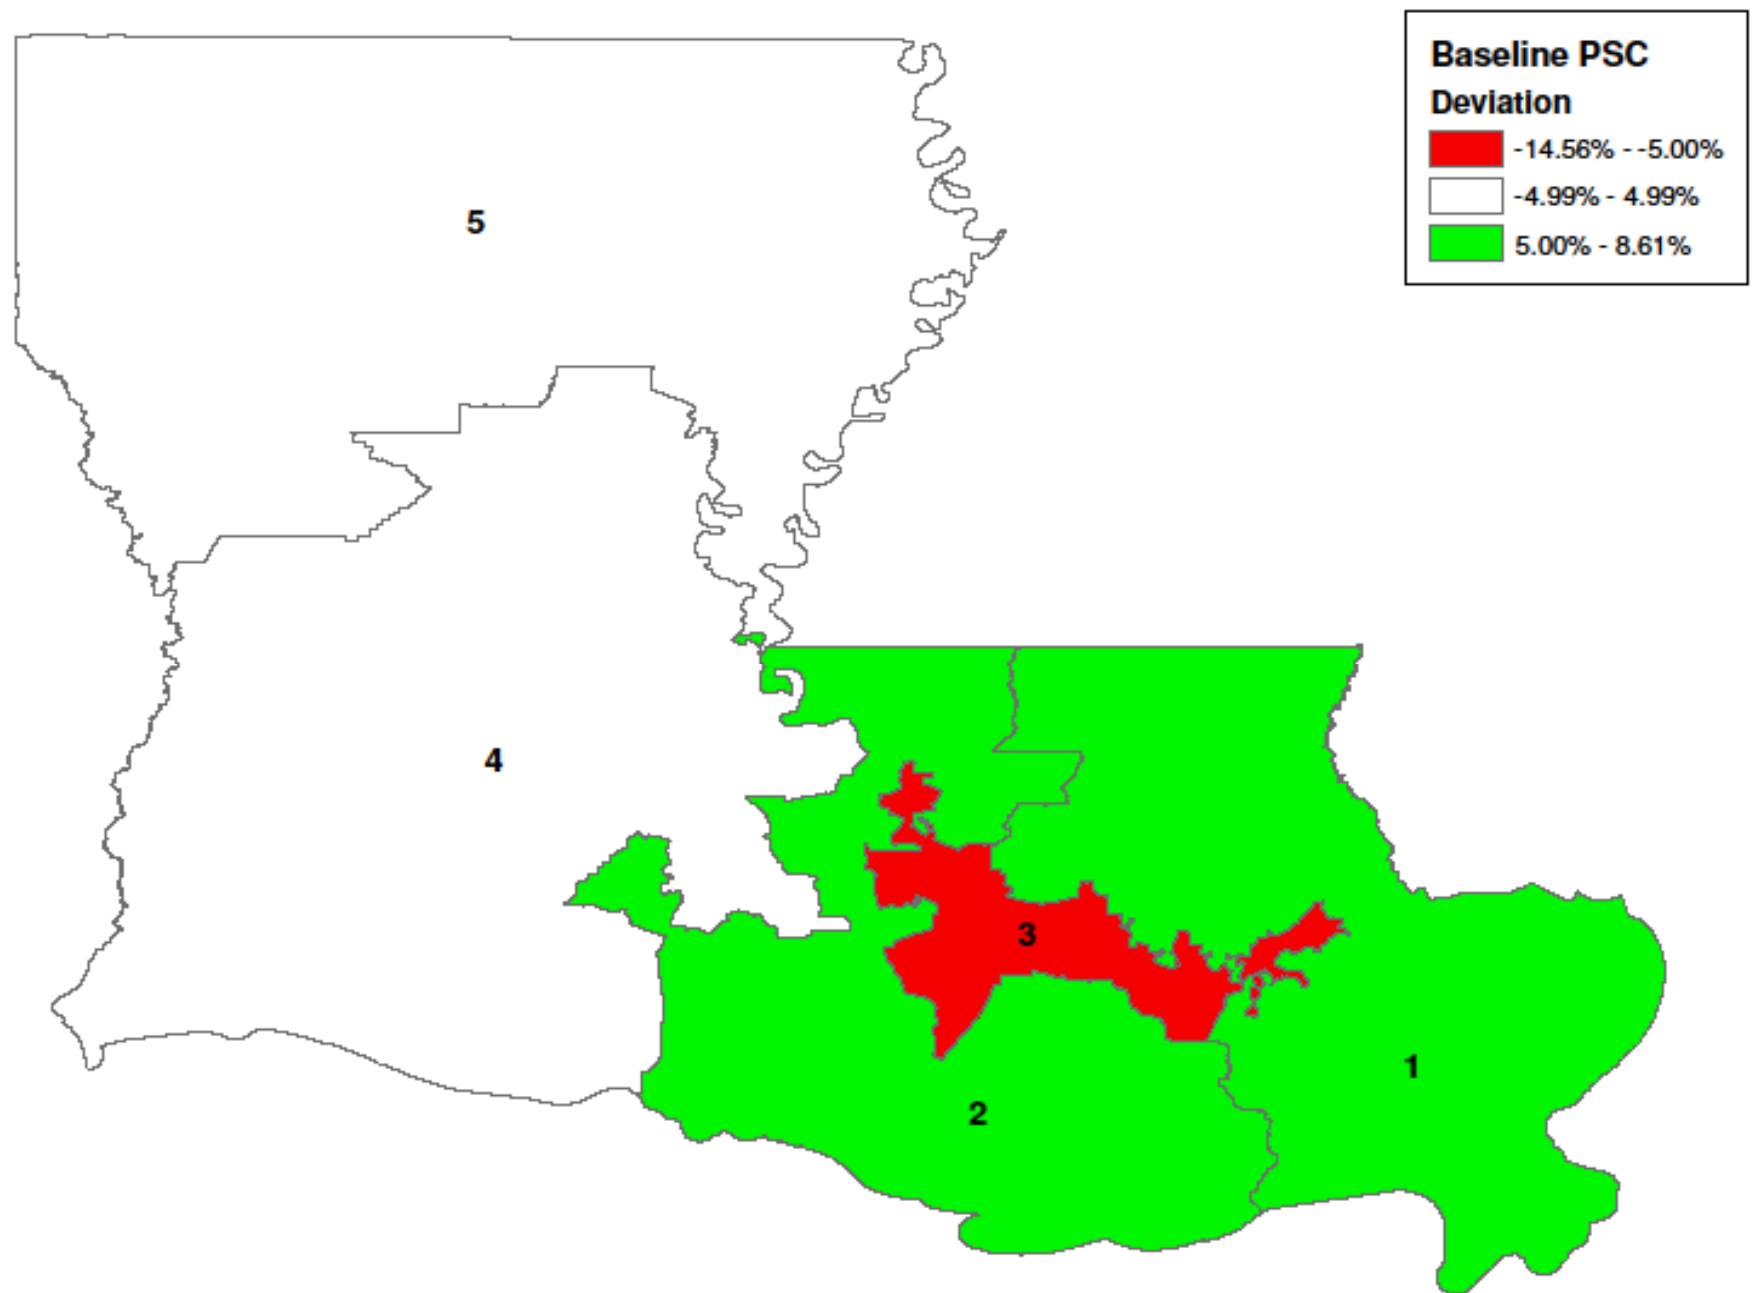 Baseline PSC
Deviation
-14.56% - -5.00%
-4.99% - 4.99%
5.00% - 8.61%
5
4
3
1
2